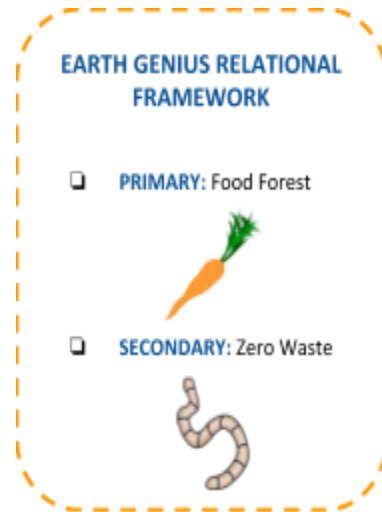 EARTH GENIUS RELATIONAL
FRAMEWORK
❑ PRIMARY: Food Forest
❑ SECONDARY: Zero Waste